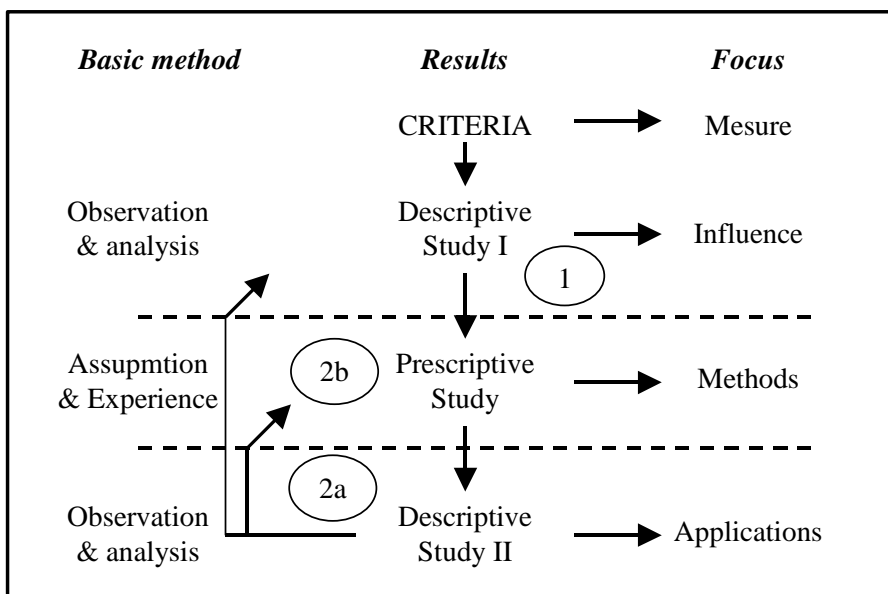 Basic method Results Focus
CRITERIA Mesure
Observation
& analysis
Descriptive
Study I
Influence
1
Assupmtion
& Experience
2b
Prescriptive
Study
Methods
2a
Observation
& analysis
Descriptive
Study II
Applications